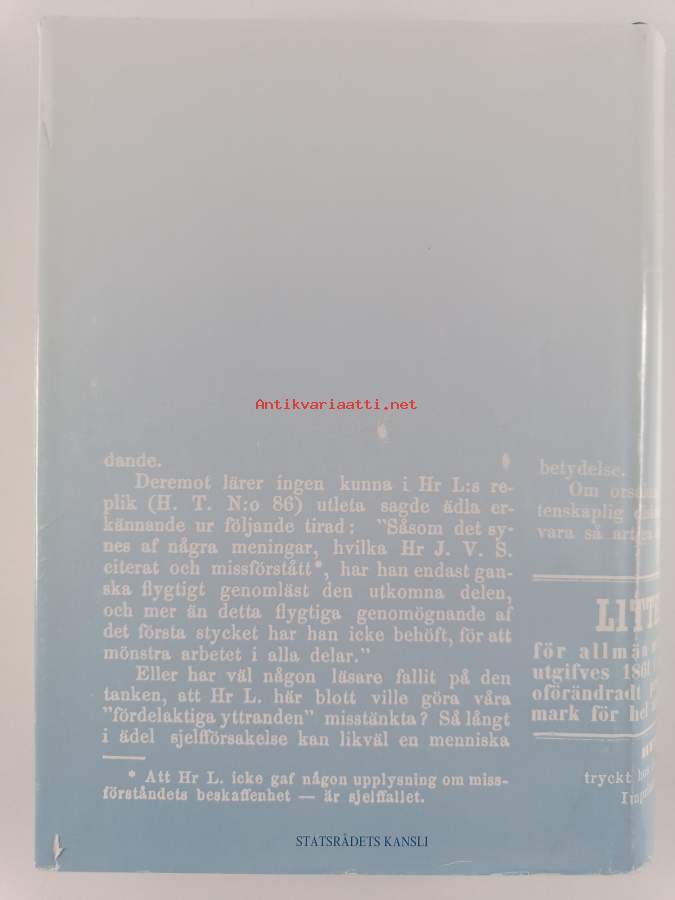 Antikvariaatti.net
dande.
Deremot lärer ingen kunna i Hr L:s re-
plik (H. T. N:o 86) utleta sagde ädla er-
kännande ur följande tirad: "Såsom det sy-
nes af några meningar, hvilka Hr J. V. S.
citerat och missförstått*, har han endast gan-
ska flygtigt genomläst den utkomna delen,
och mer än detta flygtiga genomögnande af
det första stycket har han icke behöft, för att
mönstra arbetet i alla delar."
Eller har väl någon läsare fallit på den
tanken, att Hr L. här blott ville göra våra
"fördelaktiga yttranden" misstänkta? Så långt
i ädel sjelfförsakelse kan likväl en menniska
* Att Hr L. icke gaf någon upplysning om miss-
förståndets beskaffenhet — är sjelffallet.
betydelse.
Om
tenskaplig
vara så
för allmän
utgifves 1861
oförändradt
mark för
tryckt hos
STATSRÅDETS KANSLI